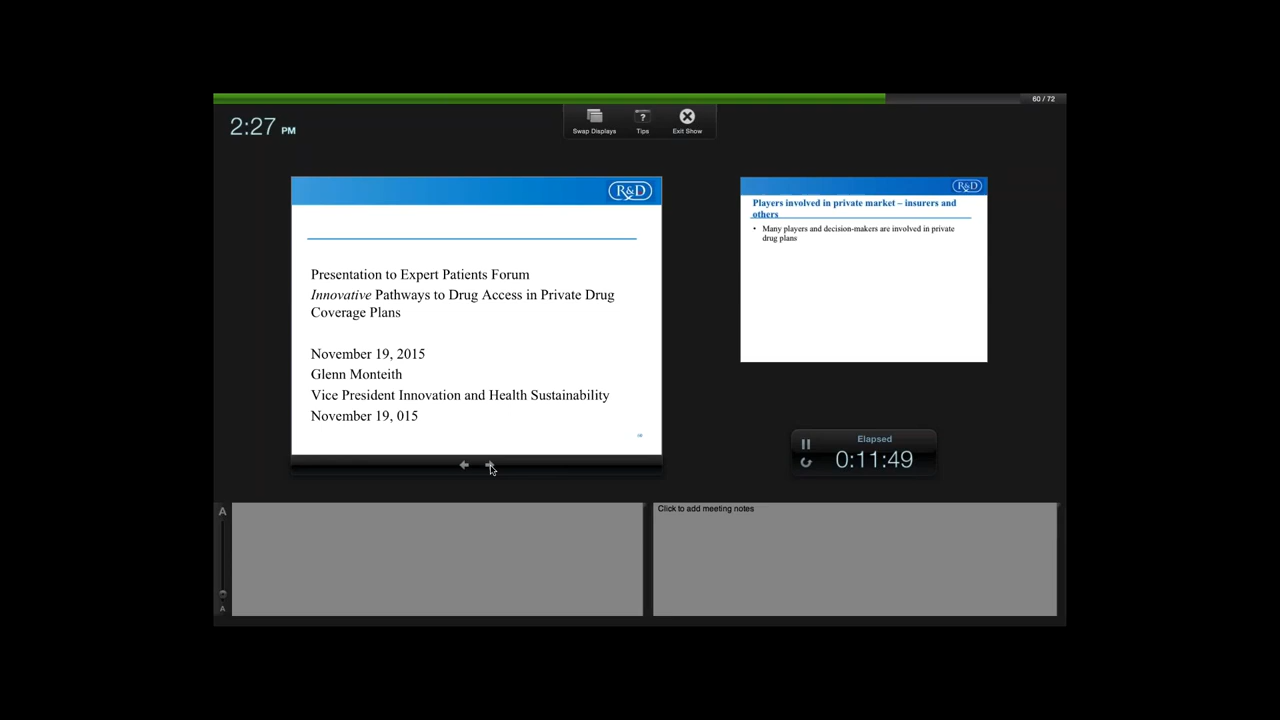 60 / 72
2:27 PM
Swap Displays
Tips
Exit Show
R&D
Presentation to Expert Patients Forum
Innovative Pathways to Drug Access in Private Drug
Coverage Plans
November 19, 2015
Glenn Monteith
Vice President Innovation and Health Sustainability
November 19, 015
R&D
Players involved in private market – insurers and
others
• Many players and decision-makers are involved in private
drug plans
Elapsed
0:11:49
A
A
Click to add meeting notes